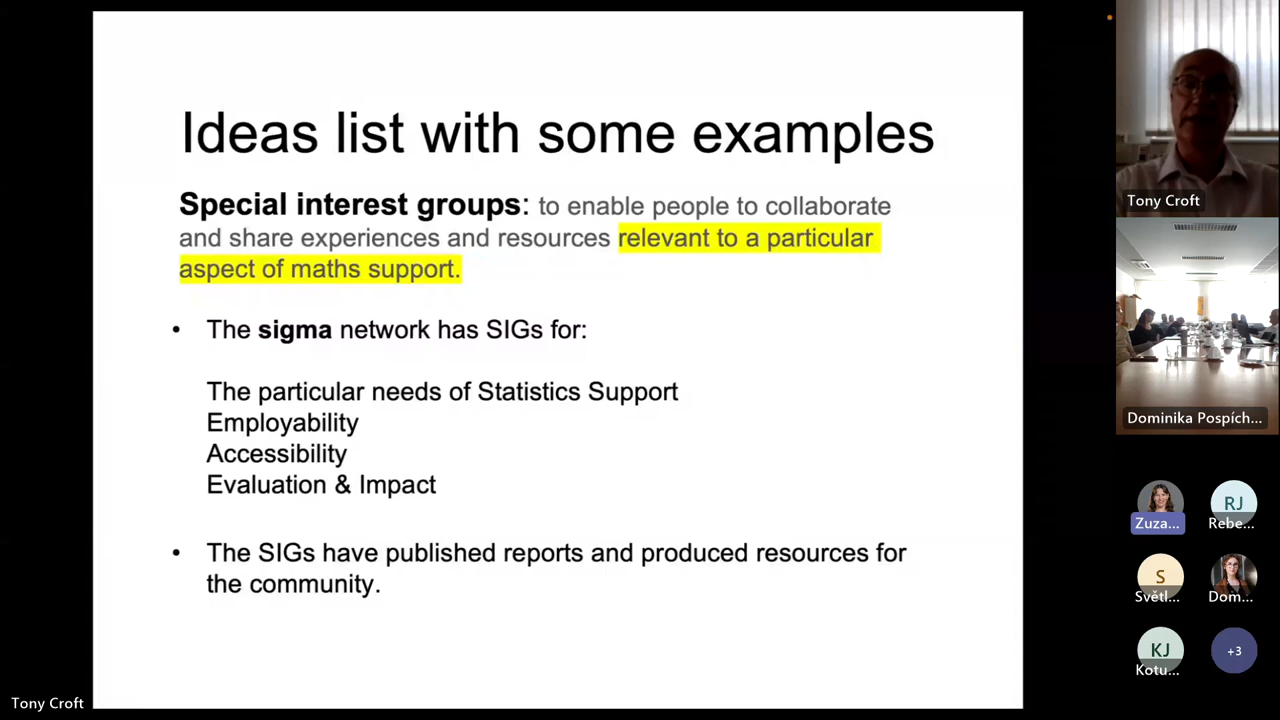 Ideas list with some examples
Special interest groups: to enable people to collaborate
and share experiences and resources relevant to a particular
aspect of maths support.
• The sigma network has SIGs for:
The particular needs of Statistics Support
Employability
Accessibility
Evaluation & Impact
• The SIGs have published reports and produced resources for
the community.
Tony Croft
Tony Croft
Dominika Pospích...
Zuza...
RJ
Rebe...
S
Světl...
Dom...
KJ
Kotu...
+3